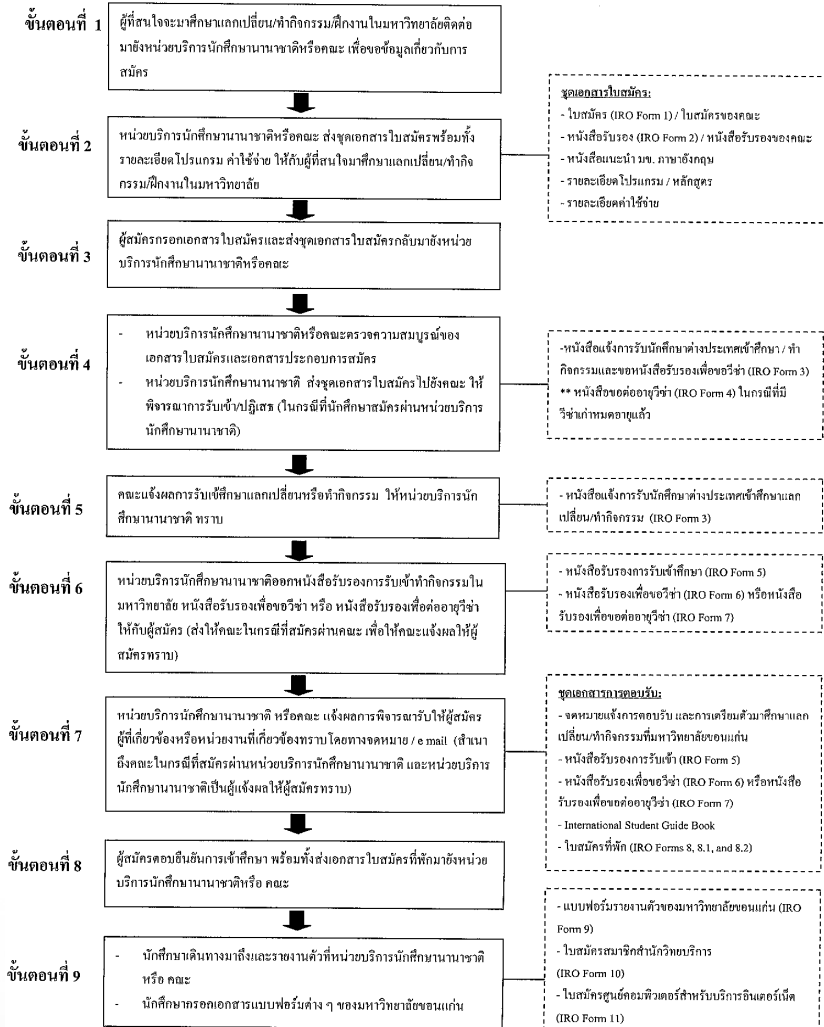 ขั้นตอนที่ 1
ผู้ที่สนใจจะมาศึกษาแลกเปลี่ยน/ทำกิจกรรม/ฝึกงานในมหาวิทยาลัยติดต่อ
มายังหน่วยบริการนักศึกษานานาชาติหรือคณะ เพื่อขอข้อมูลเกี่ยวกับการ
สมัคร
ขั้นตอนที่ 2
หน่วยบริการนักศึกษานานาชาติหรือคณะ ส่งชุดเอกสารใบสมัครพร้อมทั้ง
รายละเอียดโปรแกรม ค่าใช้จ่าย ให้กับผู้ที่สนใจมาศึกษาแลกเปลี่ยน/ทำกิจ
กรรม/ฝึกงานในมหาวิทยาลัย
ชุดเอกสารใบสมัคร:
- ใบสมัคร (IRO Form 1) / ใบสมัครของคณะ
- หนังสือรับรอง (IRO Form 2) / หนังสือรับรองของคณะ
- หนังสือแนะนำ มข. ภาษาอังกฤษ
- รายละเอียดโปรแกรม / หลักสูตร
- รายละเอียดค่าใช้จ่าย
ขั้นตอนที่ 3
ผู้สมัครกรอกเอกสารใบสมัครและส่งชุดเอกสารใบสมัครกลับมายังหน่วย
บริการนักศึกษานานาชาติหรือคณะ
ขั้นตอนที่ 4
- หน่วยบริการนักศึกษานานาชาติหรือคณะตรวจความสมบูรณ์ของ
เอกสารใบสมัครและเอกสารประกอบการสมัคร
- หน่วยบริการนักศึกษานานาชาติ ส่งชุดเอกสารใบสมัครไปยังคณะ ให้
พิจารณาการรับเข้า/ปฏิเสธ (ในกรณีที่นักศึกษาสมัครผ่านหน่วยบริการ
นักศึกษานานาชาติ)
-หนังสือแจ้งการรับนักศึกษาต่างประเทศเข้าศึกษา / ทำ
กิจกรรมและขอหนังสือรับรองเพื่อขอวีซ่า (IRO Form 3)
** หนังสือขอต่ออายุวีซ่า (IRO Form 4) ในกรณีที่มี
วีซ่าเก่าหมดอายุแล้ว
ขั้นตอนที่ 5
คณะแจ้งผลการรับเข้ศึกษาแลกเปลี่ยนหรือทำกิจกรรม ให้หน่วยบริการนัก
ศึกษานานาชาติ ทราบ
- หนังสือแจ้งการรับนักศึกษาต่างประเทศเข้าศึกษาแลก
เปลี่ยน/ทำกิจกรรม (IRO Form 3)
ขั้นตอนที่ 6
หน่วยบริการนักศึกษานานาชาติออกหนังสือรับรองการรับเข้าทำกิจกรรมใน
มหาวิทยาลัย หนังสือรับรองเพื่อขอวีซ่า หรือ หนังสือรับรองเพื่อต่ออายุวีซ่า
ให้กับผู้สมัคร (ส่งให้คณะในกรณีที่สมัครผ่านคณะ เพื่อให้คณะแจ้งผลให้ผู้
สมัครทราบ)
- หนังสือรับรองการรับเข้าศึกษา (IRO Form 5)
- หนังสือรับรองเพื่อขอวีซ่า (IRO Form 6) หรือหนังสือ
รับรองเพื่อขอต่ออายุวีซ่า (IRO Form 7)
ขั้นตอนที่ 7
หน่วยบริการนักศึกษานานาชาติ หรือคณะ แจ้งผลการพิจารณารับให้ผู้สมัคร
ผู้ที่เกี่ยวข้องหรือหน่วยงานที่เกี่ยวข้องทราบโดยทางจดหมาย / e mail (สำเนา
ถึงคณะในกรณีที่สมัครผ่านหน่วยบริการนักศึกษานานาชาติ และหน่วยบริการ
นักศึกษานานาชาติเป็นผู้แจ้งผลให้ผู้สมัครทราบ)
ชุดเอกสารการตอบรับ:
- จดหมายแจ้งการตอบรับ และการเตรียมตัวมาศึกษาแลก
เปลี่ยน/ทำกิจกรรมที่มหาวิทยาลัยขอนแก่น
- หนังสือรับรองการรับเข้า (IRO Form 5)
- หนังสือรับรองเพื่อขอวีซ่า (IRO Form 6) หรือหนังสือ
รับรองเพื่อขอต่ออายุวีซ่า (IRO Form 7)
- International Student Guide Book
- ใบสมัครที่พัก (IRO Forms 8, 8.1, and 8.2)
ขั้นตอนที่ 8
ผู้สมัครตอบยืนยันการเข้าศึกษา พร้อมทั้งส่งเอกสารใบสมัครที่พักมายังหน่วย
บริการนักศึกษานานาชาติหรือ คณะ
ขั้นตอนที่ 9
- นักศึกษาเดินทางมาถึงและรายงานตัวที่หน่วยบริการนักศึกษานานาชาติ
หรือ คณะ
- นักศึกษากรอกเอกสารแบบฟอร์มต่าง ๆ ของมหาวิทยาลัยขอนแก่น
- แบบฟอร์มรายงานตัวของมหาวิทยาลัยขอนแก่น (IRO
Form 9)
- ใบสมัครสมาชิกสำนักวิทยบริการ
(IRO Form 10)
- ใบสมัครศูนย์คอมพิวเตอร์สำหรับบริการอินเตอร์เน็ต
(IRO Form 11)